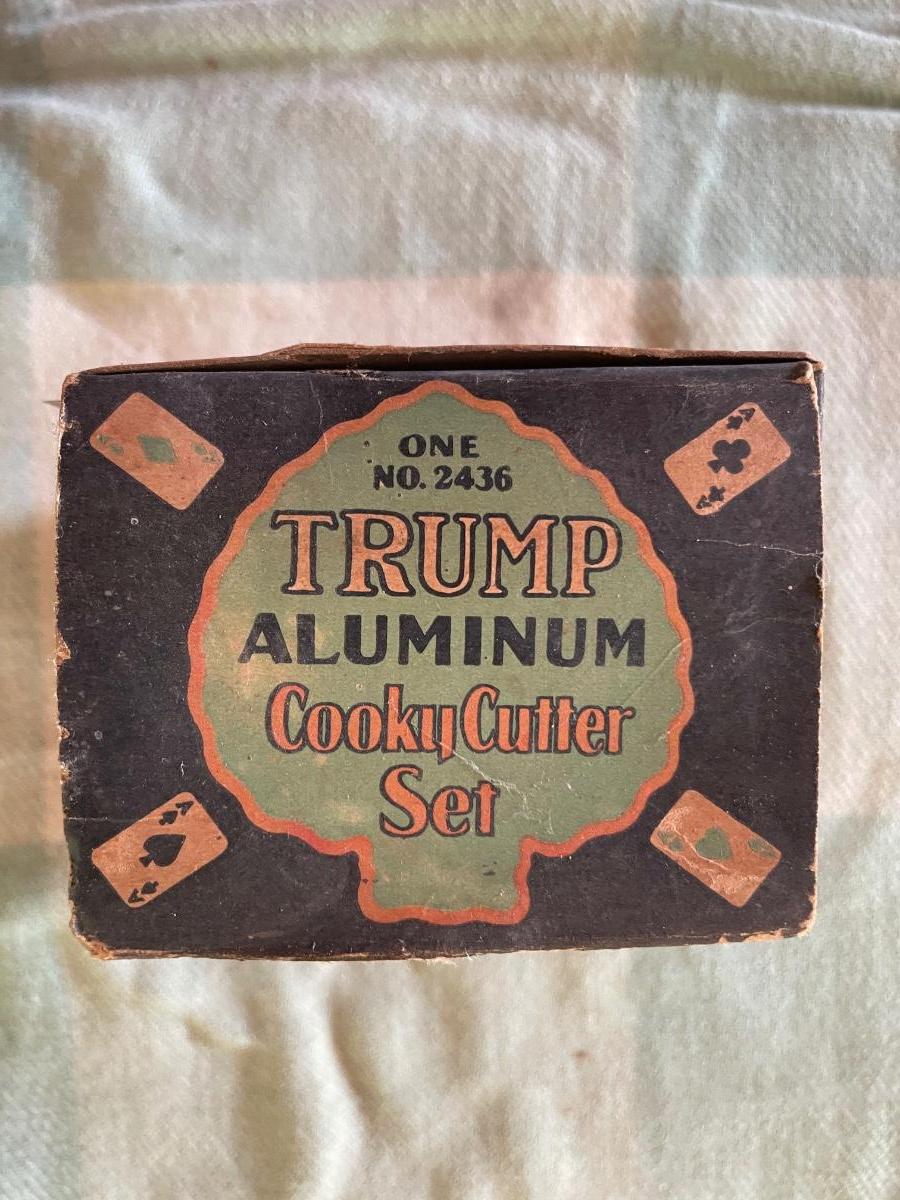 ONE
NO. 2436
TRUMP
ALUMINUM
Cooky Cutter
Set